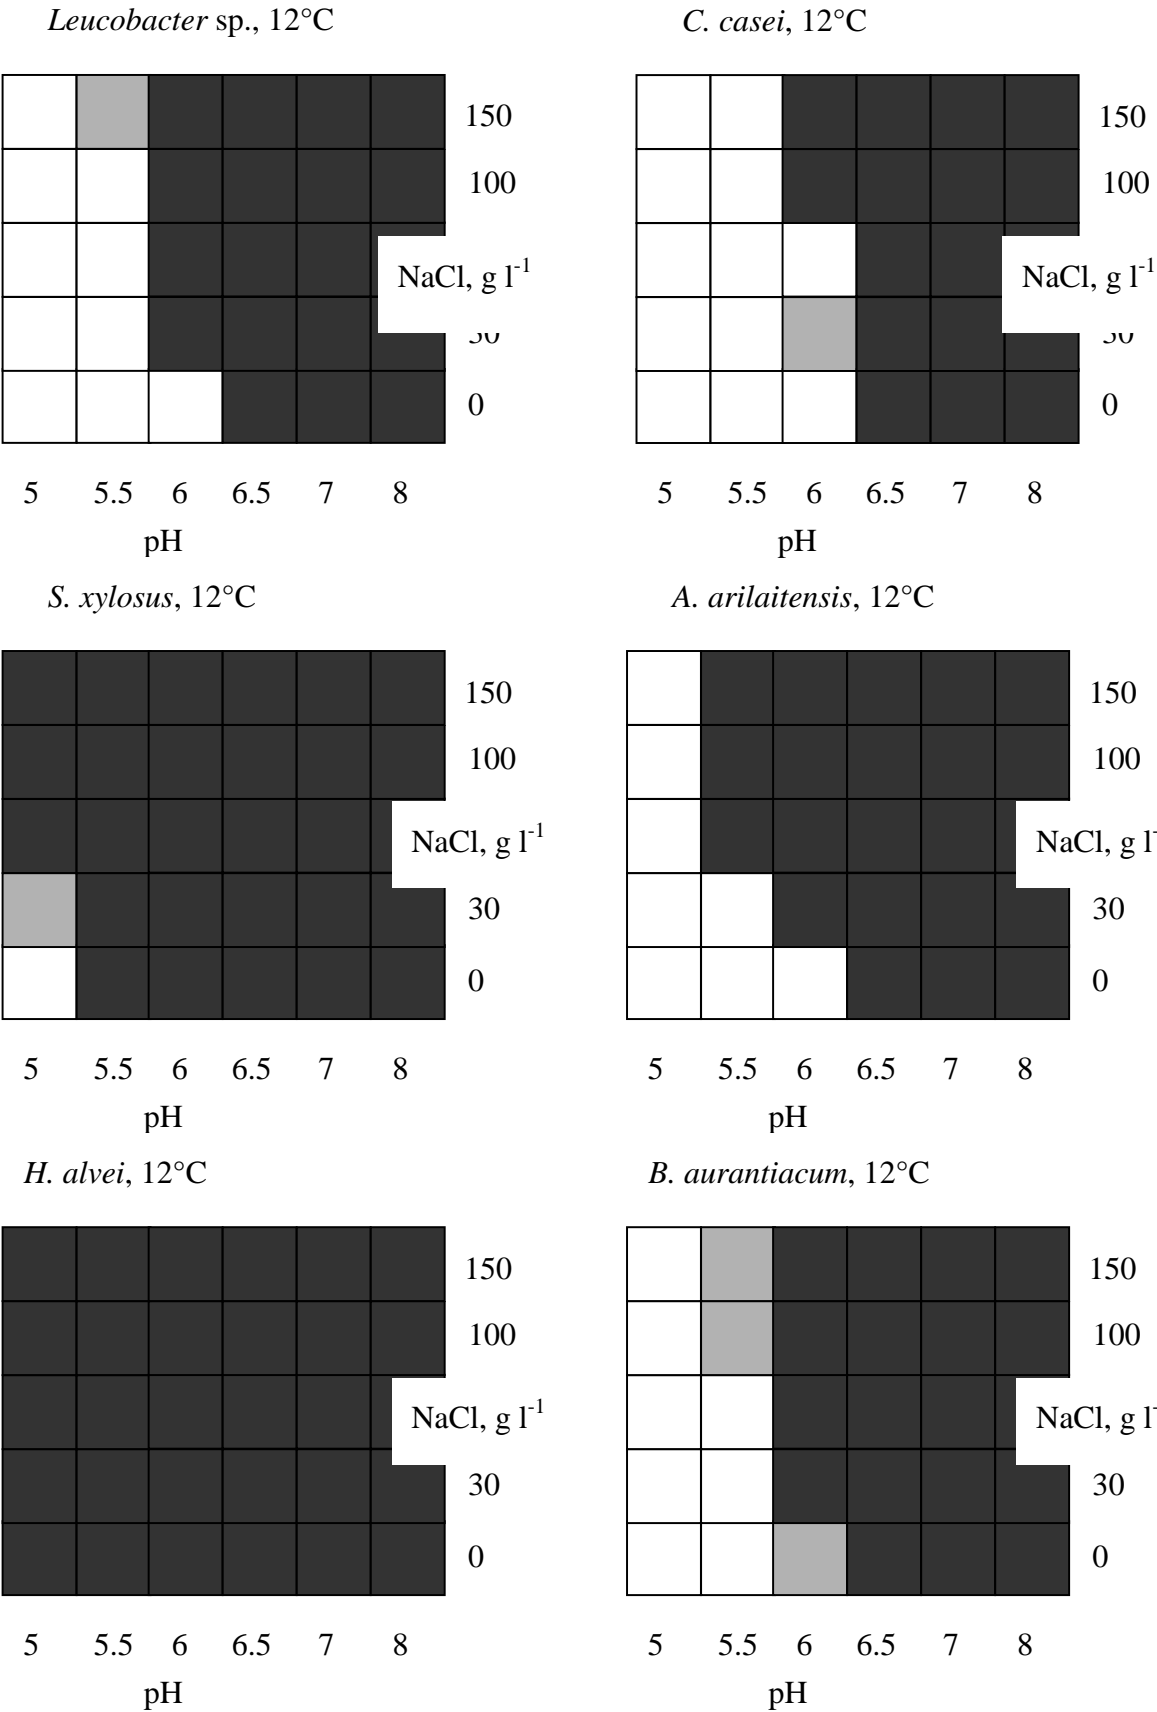 Leucobacter sp., 12°C
150
100
NaCl, g l-1
0
5 5.5 6 6.5 7 8
pH
C. casei, 12°C
150
100
NaCl, g l-1
0
5 5.5 6 6.5 7 8
pH
S. xylosus, 12°C
150
100
NaCl, g l-1
30
0
5 5.5 6 6.5 7 8
pH
A. arilaitensis, 12°C
150
100
NaCl, g l-
30
0
5 5.5 6 6.5 7 8
pH
H. alvei, 12°C
150
100
NaCl, g l-1
30
0
5 5.5 6 6.5 7 8
pH
B. aurantiacum, 12°C
150
100
NaCl, g l-
30
0
5 5.5 6 6.5 7 8
pH